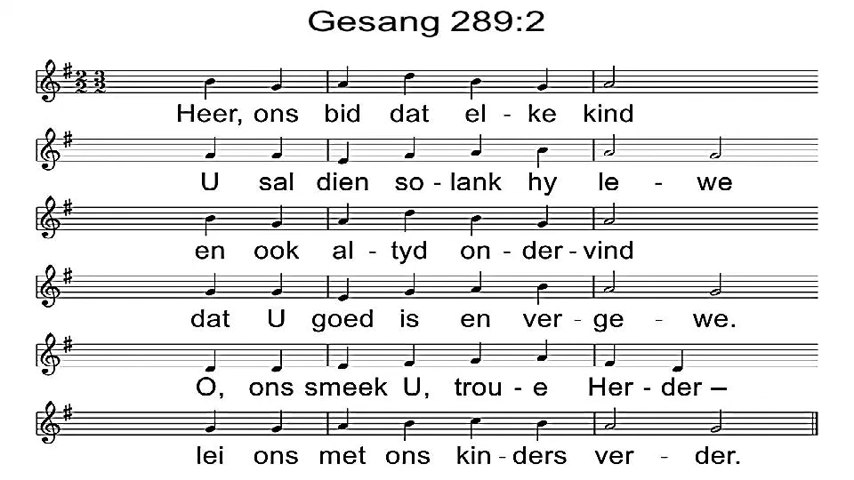 Gesang 289:2
Heer, ons bid dat el - ke kind
U sal dien so - lank hy le - we
en ook al - tyd on - der - vind
dat U goed is en ver - ge - we.
O, ons smeek U, trou - e Her - der –
lei ons met ons kin - ders ver - der.